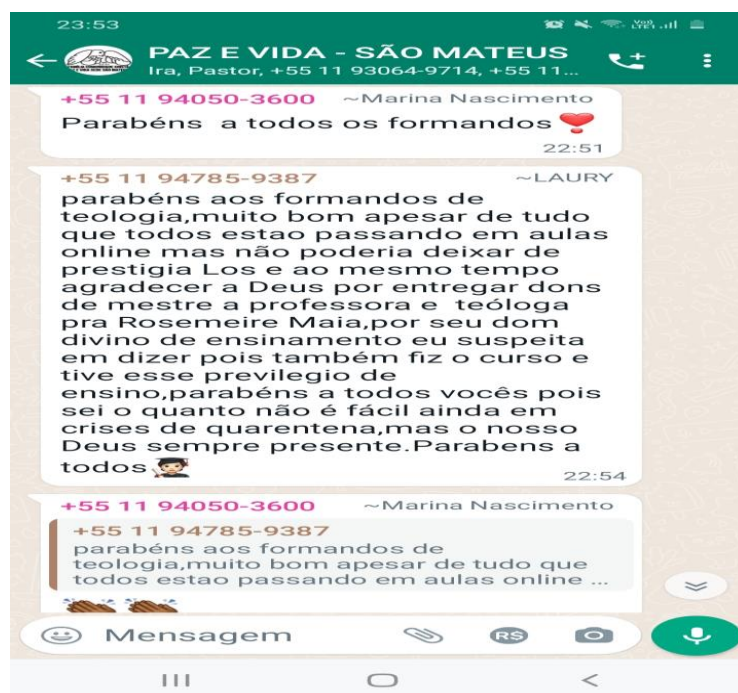 23:53
PAZ E VIDA - SÃO MATEUS
Ira, Pastor, +55 11 93064-9714, +55 11...
+55 11 94050-3600 ~Marina Nascimento
Parabéns a todos os formandos
22:51
+55 11 94785-9387 ~LAURY
parabéns aos formandos de
teologia,muito bom apesar de tudo
que todos estao passando em aulas
online mas não poderia deixar de
prestigia Los e ao mesmo tempo
agradecer a Deus por entregar dons
de mestre a professora e teóloga
pra Rosemeire Maia,por seu dom
divino de ensinamento eu suspeita
em dizer pois também fiz o curso e
tive esse previlegio de
ensino,parabéns a todos vocês pois
sei o quanto não é fácil ainda em
crises de quarentena,mas o nosso
Deus sempre presente.Parabens a
todos
22:54
+55 11 94050-3600 ~Marina Nascimento
+55 11 94785-9387
parabéns aos formandos de
teologia,muito bom apesar de tudo que
todos estao passando em aulas online ...
Mensagem
R$